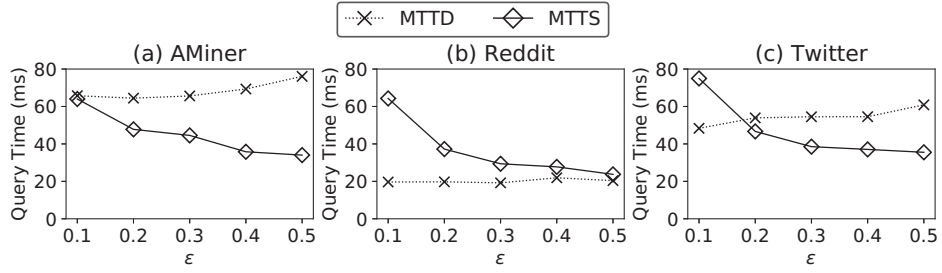 MTTD MTTS
(a) AMiner
Query Time (ms)
80
60
40
20
0
0.1 0.2 0.3 0.4 0.5
ε
(b) Reddit
Query Time (ms)
80
60
40
20
0
0.1 0.2 0.3 0.4 0.5
ε
(c) Twitter
Query Time (ms)
80
60
40
20
0
0.1 0.2 0.3 0.4 0.5
ε